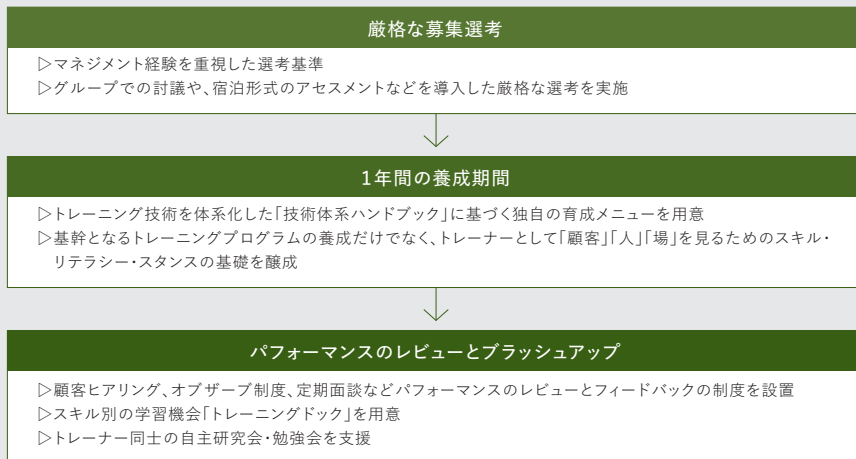 厳格な募集選考
▷マネジメント経験を重視した選考基準
▷グループでの討議や、宿泊形式のアセスメントなどを導入した厳格な選考を実施
1年間の養成期間
▷トレーニング技術を体系化した「技術体系ハンドブック」に基づく独自の育成メニューを用意
▷基幹となるトレーニングプログラムの養成だけでなく、トレーナーとして「顧客」「人」「場」を見るためのスキル・
リテラシー・スタンスの基礎を醸成
パフォーマンスのレビューとブラッシュアップ
▷顧客ヒアリング、オブザーブ制度、定期面談などパフォーマンスのレビューとフィードバックの制度を設置
▷スキル別の学習機会「トレーニングドック」を用意
▷トレーナー同士の自主研究会・勉強会を支援